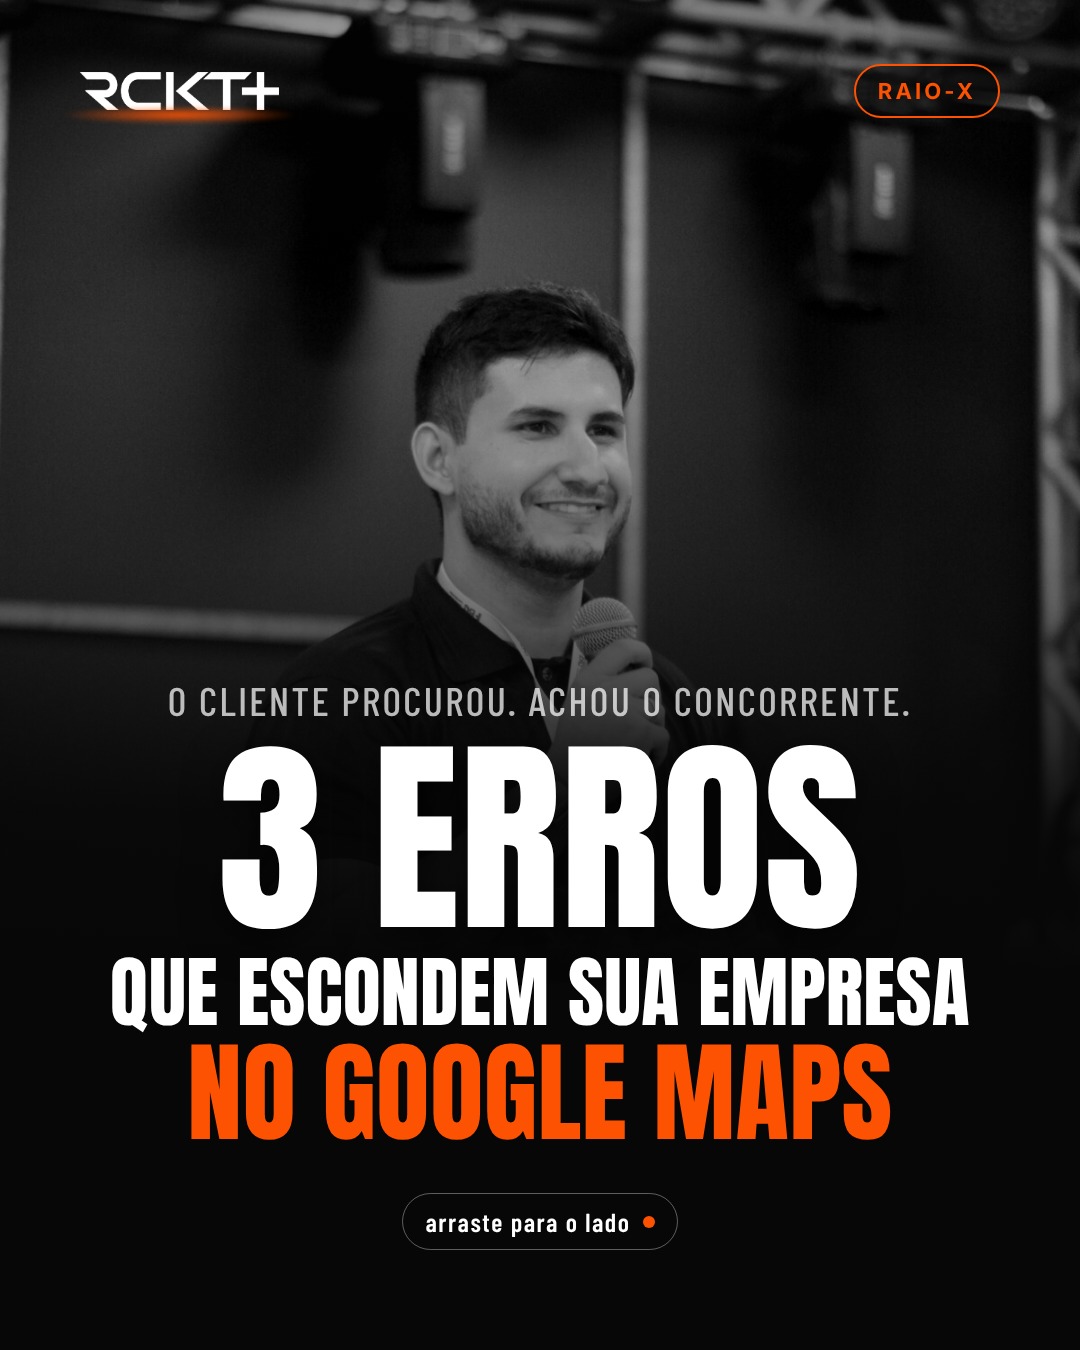 RCKT+
RAIO-X
O CLIENTE PROCUROU. ACHOU O CONCORRENTE.
3 ERROS
QUE ESCONDEM SUA EMPRESA
NO GOOGLE MAPS
arraste para o lado